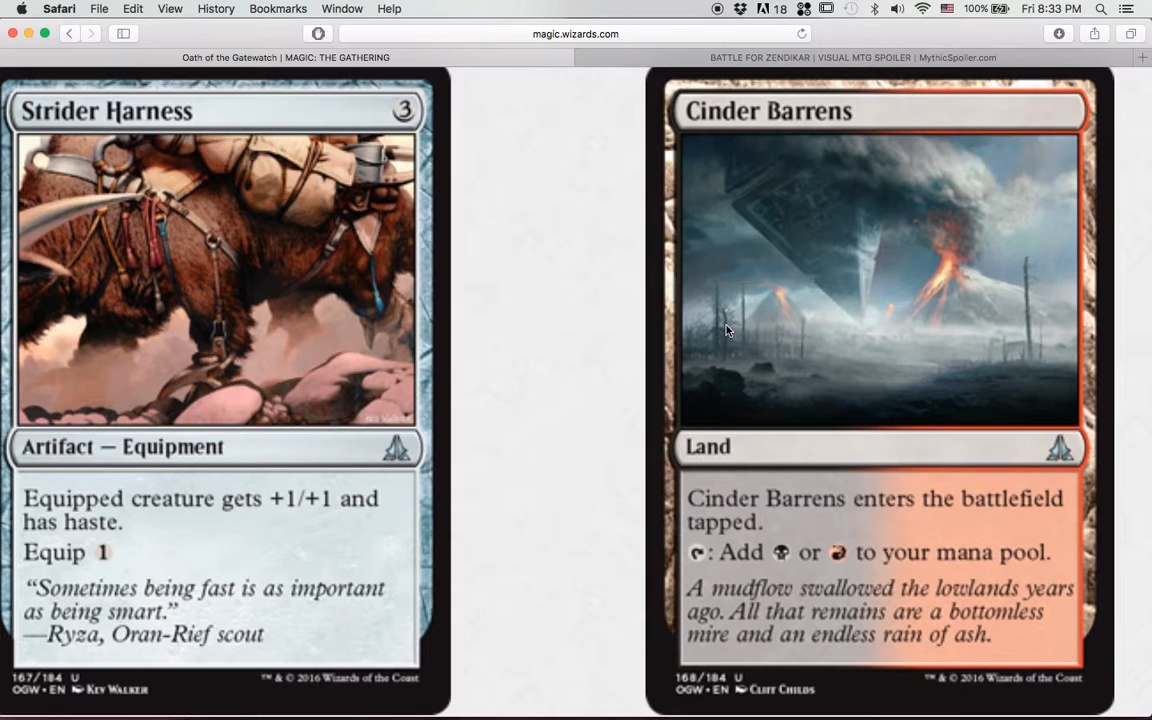 Safari File Edit View History Bookmarks Window Help 18 100% Fri 8:33 PM
magic.wizards.com
Oath of the Gatewatch | MAGIC: THE GATHERING
BATTLE FOR ZENDIKAR | VISUAL MTG SPOILER | MythicSpoiler.com
Strider Harness 3
Artifact — Equipment
Equipped creature gets +1/+1 and
has haste.
Equip 1
“Sometimes being fast is as important
as being smart.”
—Ryza, Oran-Rief scout
167/184 U
OGW • EN Kev Walker
™ & © 2016 Wizards of the Coast
Cinder Barrens
Land
Cinder Barrens enters the battlefield
tapped.
: Add or to your mana pool.
A mudflow swallowed the lowlands years
ago. All that remains are a bottomless
mire and an endless rain of ash.
168/184 U
OGW • EN Cliff Childs
™ & © 2016 Wizards of the Coast